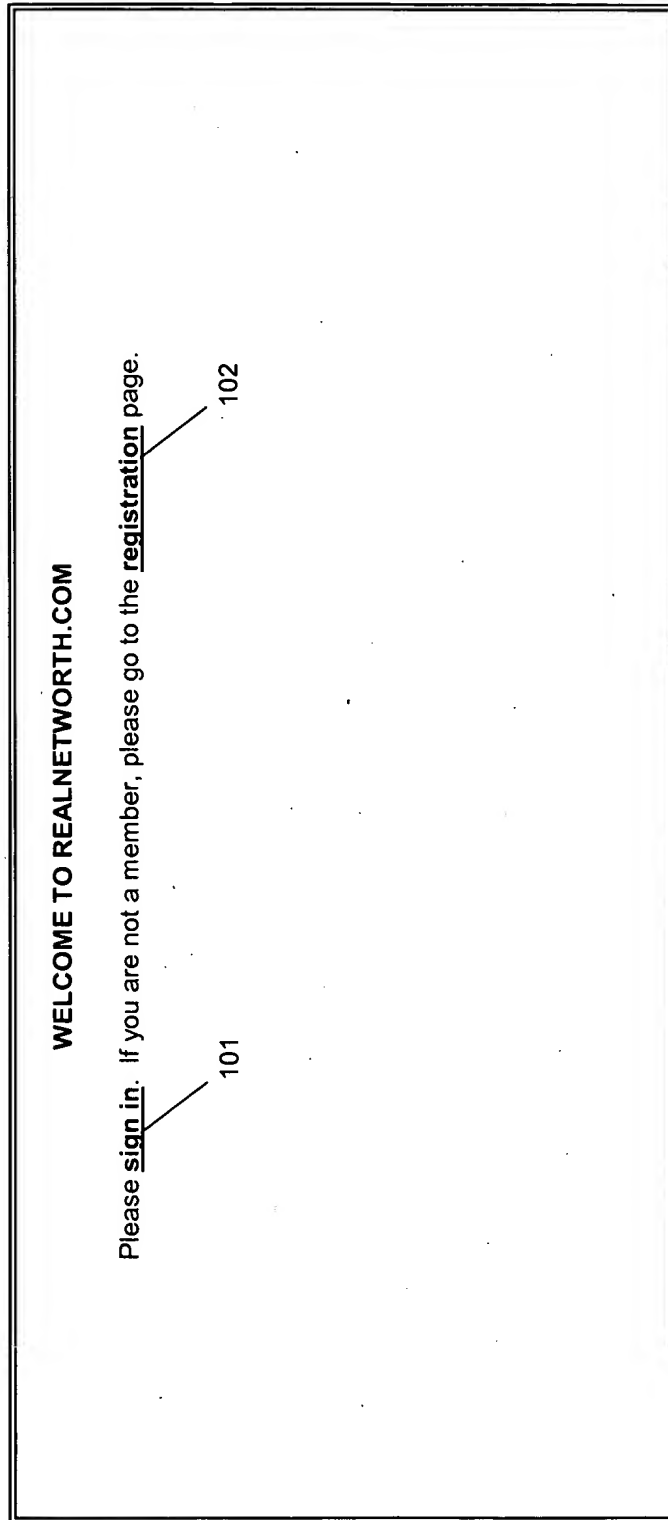 WELCOME TO REALNETWORTH.COM
Please sign in. If you are not a member, please go to the registration page.
101
102